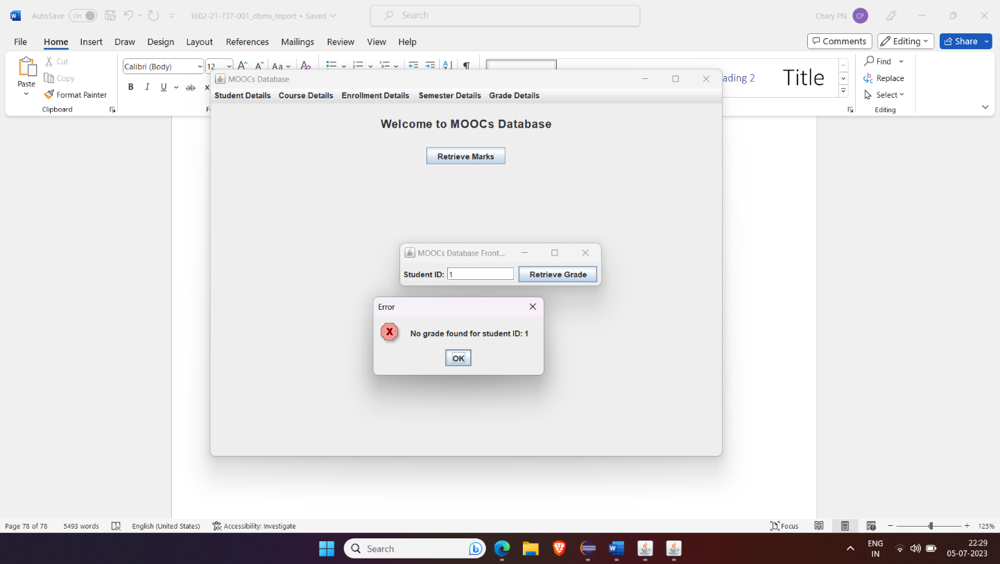 AutoSave On 1602-21-737-001_dbms_report • Saved Search Chary PN CP
File Home Insert Draw Design Layout References Mailings Review View Help Comments Editing Share
Paste Cut Copy Format Painter
Clipboard
Calibri (Body) 12 Aa
B I U ab x
ading 2 Title
Find
Replace
Select
Editing
MOOCs Database
Student Details Course Details Enrollment Details Semester Details Grade Details
Welcome to MOOCs Database
Retrieve Marks
MOOCs Database Front...
Student ID: 1 Retrieve Grade
Error
No grade found for student ID: 1
OK
Page 78 of 78 5493 words English (United States) Accessibility: Investigate Focus 125%
Search ENG IN 22:29 05-07-2023